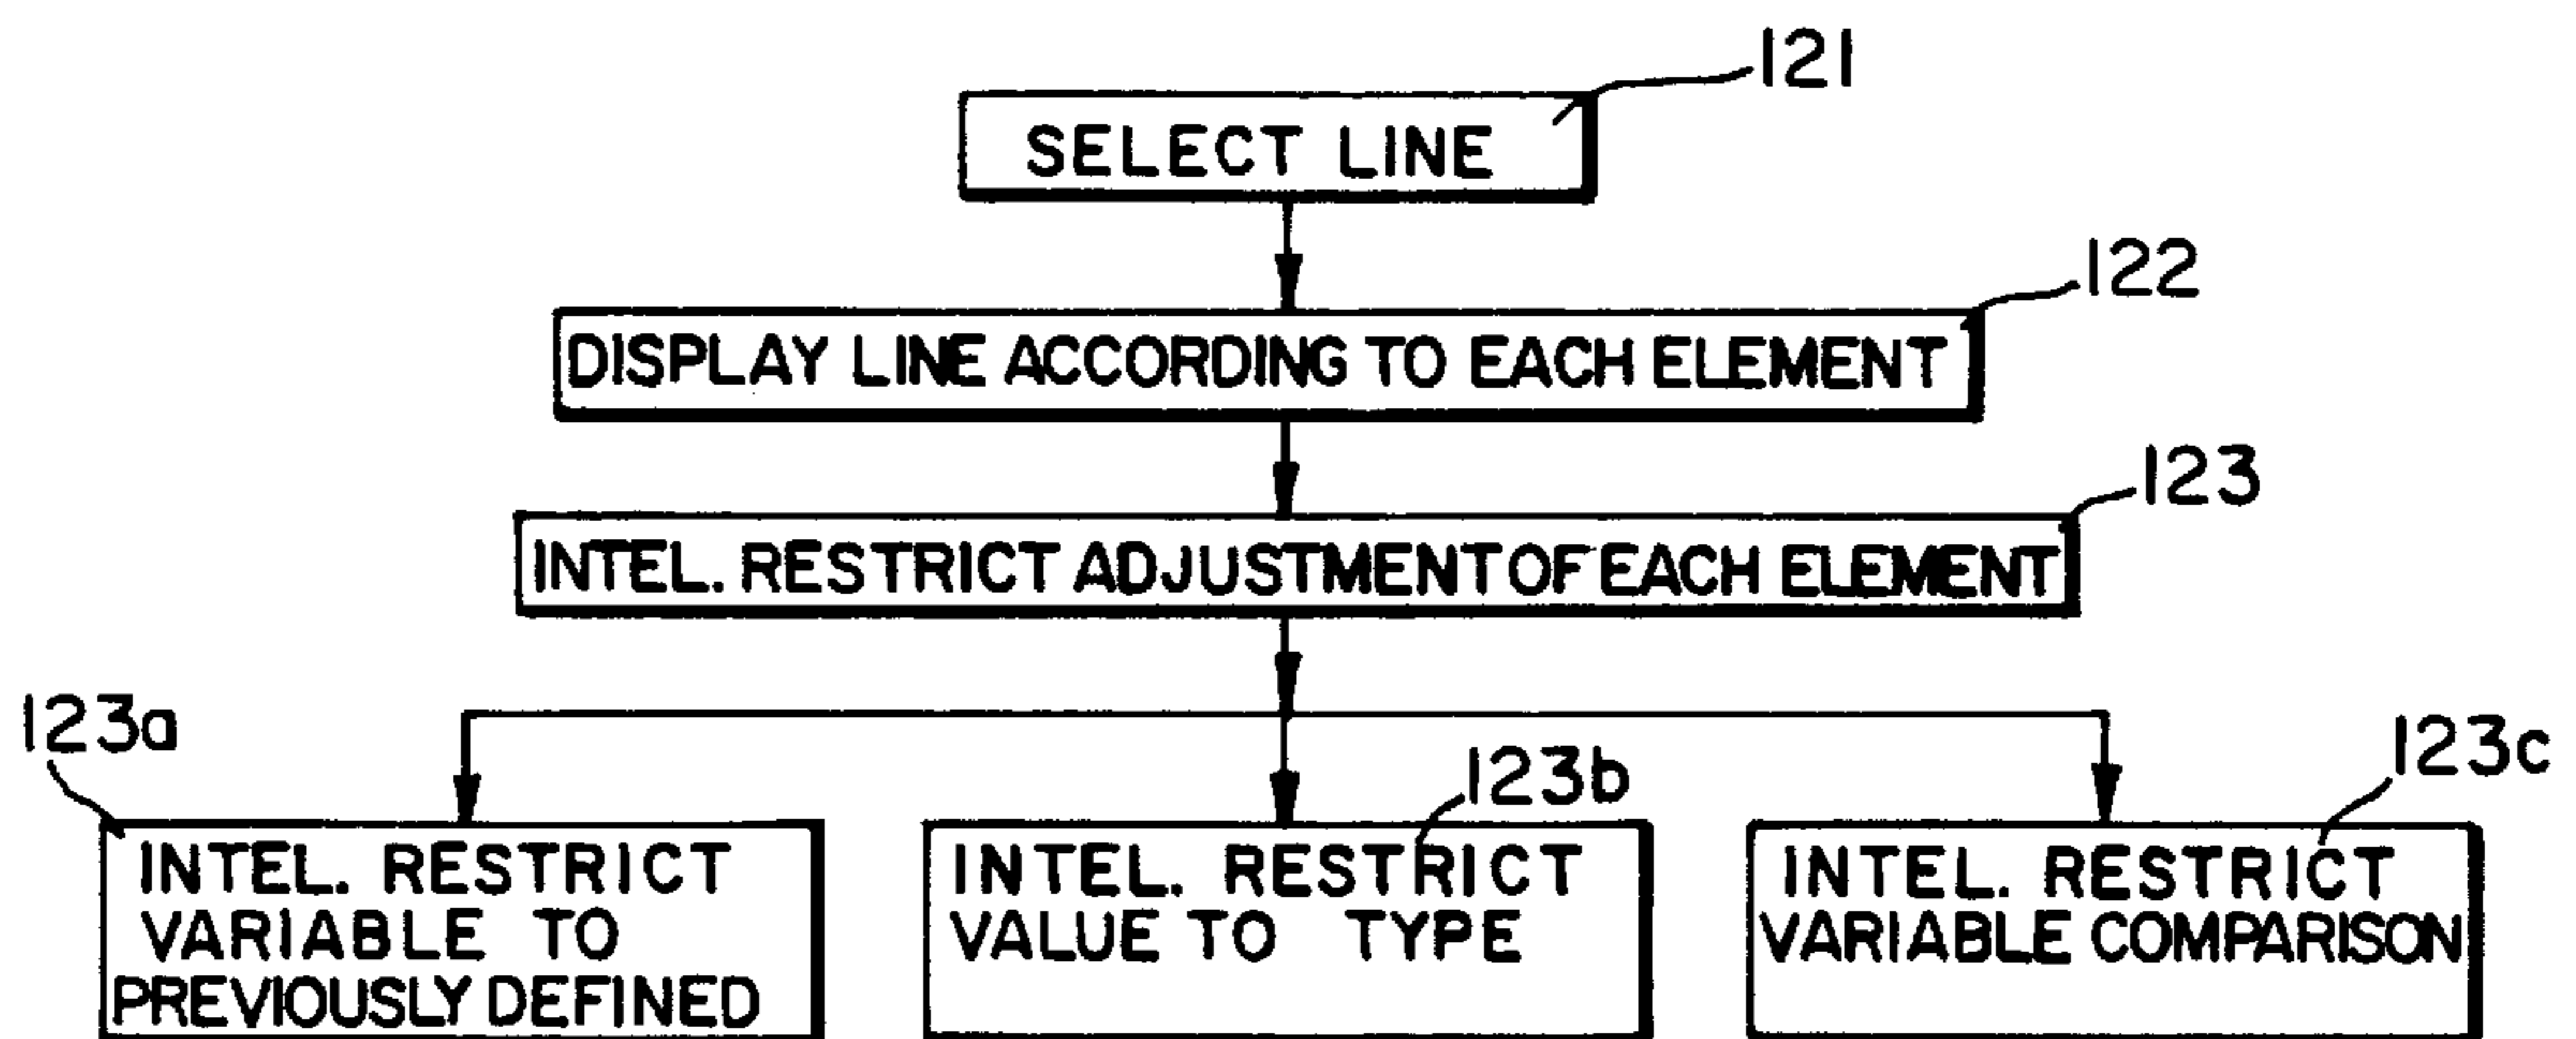 121
SELECT LINE
122
DISPLAY LINE ACCORDING TO EACH ELEMENT
123
INTEL. RESTRICT ADJUSTMENT OF EACH ELEMENT
123a
INTEL. RESTRICT
VARIABLE TO
PREVIOUSLY DEFINED
123b
INTEL. RESTRICT
VALUE TO TYPE
123c
INTEL. RESTRICT
VARIABLE COMPARISON